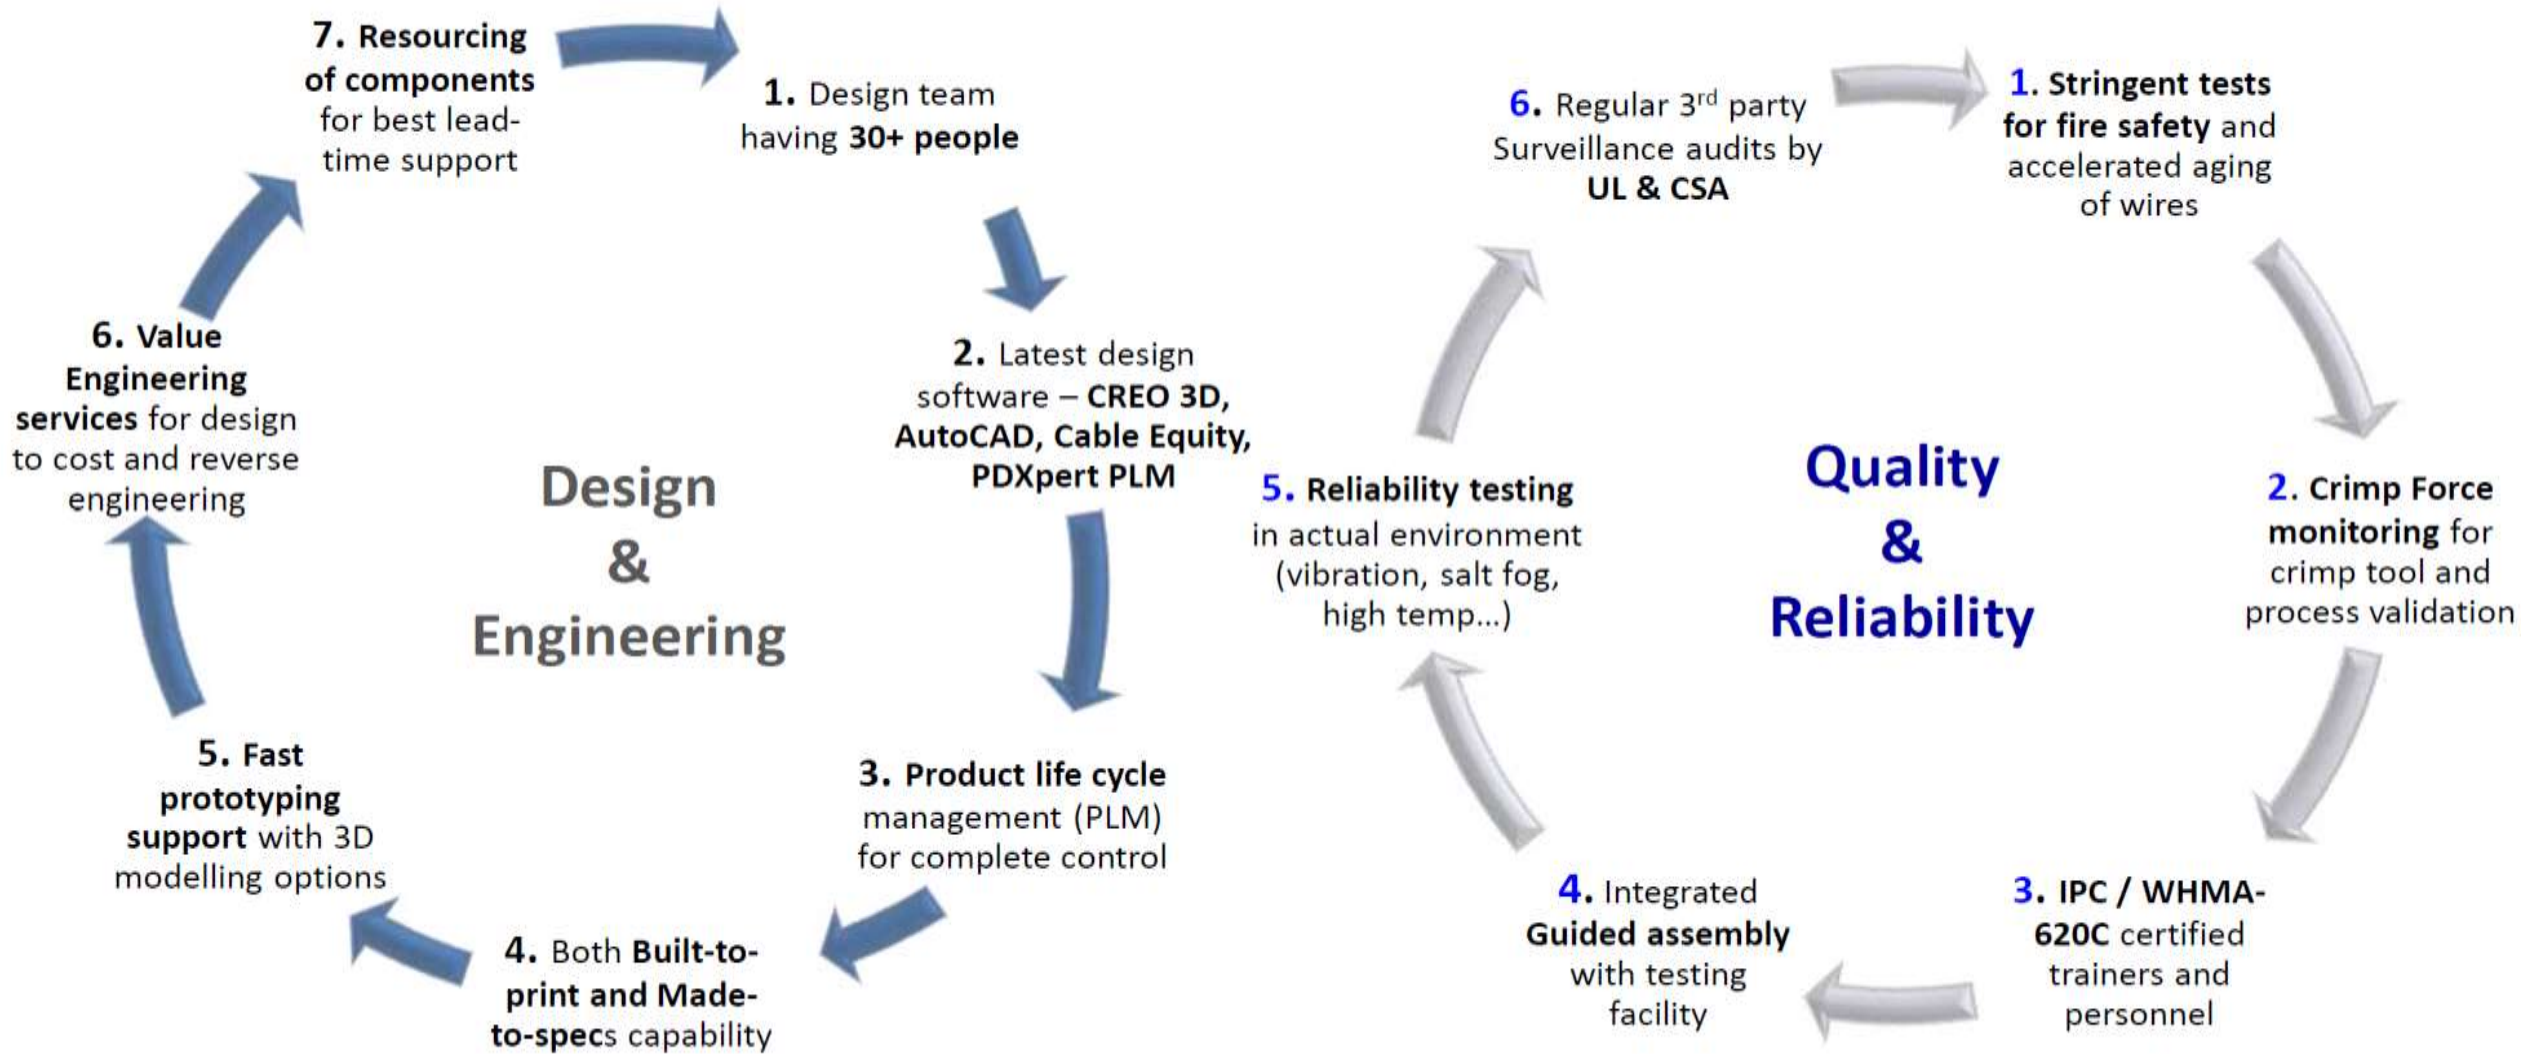 7. Resourcing
of components
for best lead-
time support
1. Design team
having 30+ people
2. Latest design
software – CREO 3D,
AutoCAD, Cable Equity,
PDXpert PLM
3. Product life cycle
management (PLM)
for complete control
4. Both Built-to-
print and Made-
to-specs capability
5. Fast
prototyping
support with 3D
modelling options
6. Value
Engineering
services for design
to cost and reverse
engineering
Design
&
Engineering
6. Regular 3rd party
Surveillance audits by
UL & CSA
1. Stringent tests
for fire safety and
accelerated aging
of wires
2. Crimp Force
monitoring for
crimp tool and
process validation
3. IPC / WHMA-
620C certified
trainers and
personnel
4. Integrated
Guided assembly
with testing
facility
5. Reliability testing
in actual environment
(vibration, salt fog,
high temp...)
Quality
&
Reliability